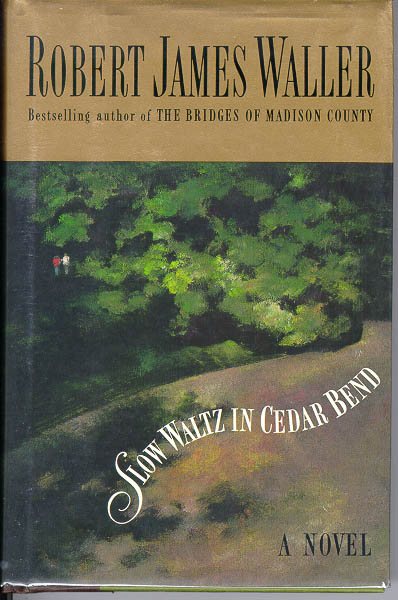 ROBERT JAMES WALLER
Bestselling author of THE BRIDGES OF MADISON COUNTY
SLOW WALTZ IN CEDAR BEND
A NOVEL